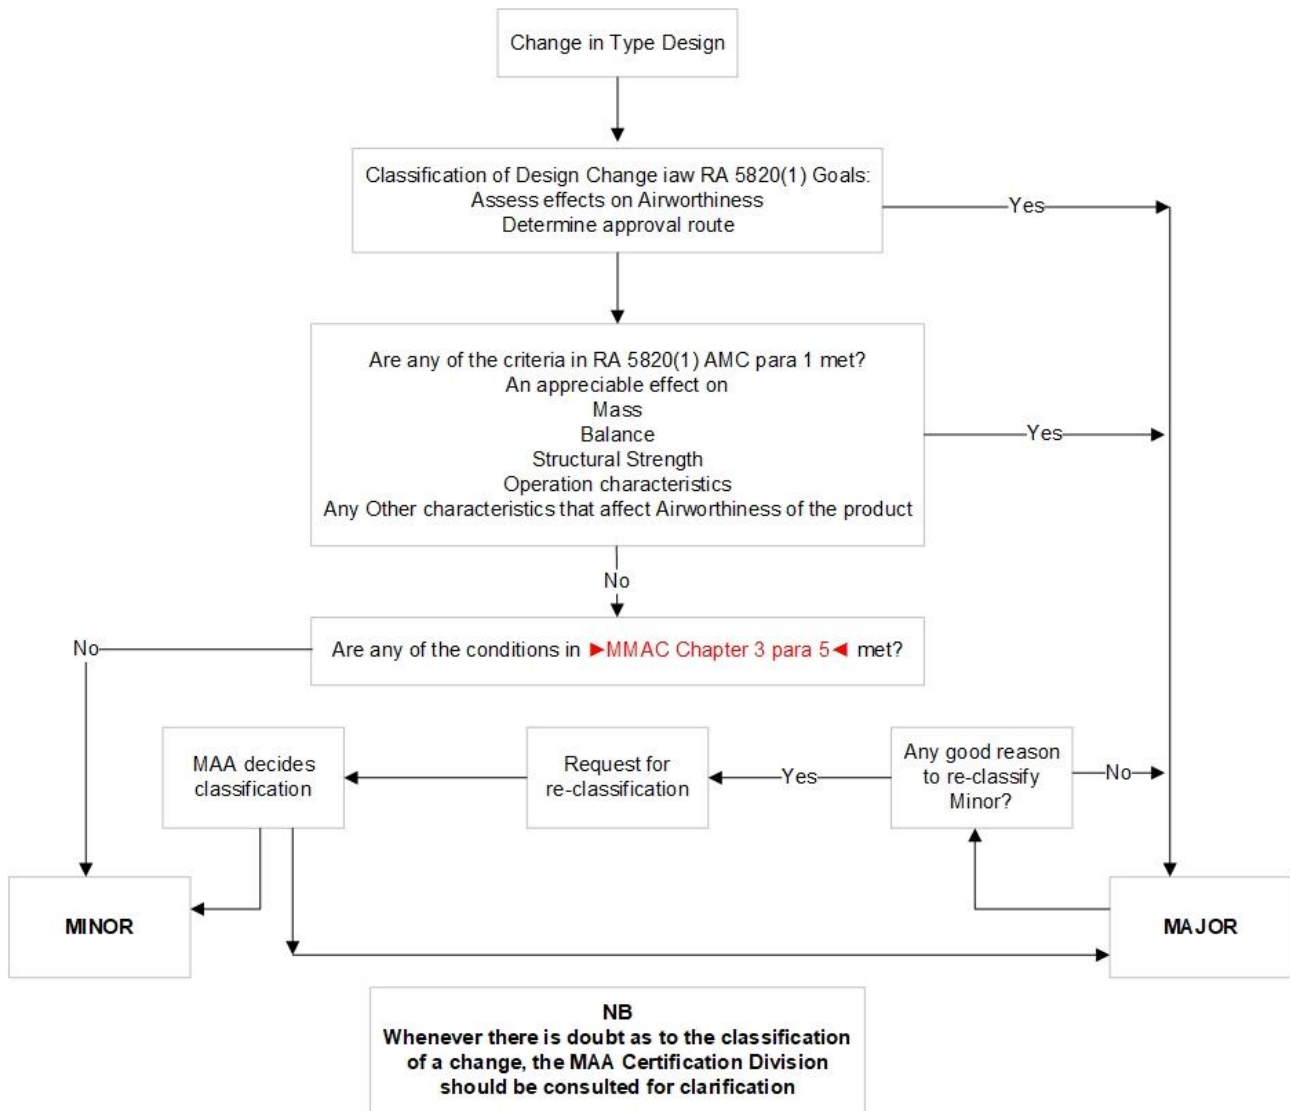 Change in Type Design
Classification of Design Change iaw RA 5820(1) Goals:
Assess effects on Airworthiness
Determine approval route
Yes
Are any of the criteria in RA 5820(1) AMC para 1 met?
An appreciable effect on
Mass
Balance
Structural Strength
Operation characteristics
Any Other characteristics that affect Airworthiness of the product
Yes
No
No
Are any of the conditions in ►MMAC Chapter 3 para 5◄ met?
MAA decides
classification
Request for
re-classification
Yes
Any good reason
to re-classify
Minor?
No
MINOR
MAJOR
NB
Whenever there is doubt as to the classification
of a change, the MAA Certification Division
should be consulted for clarification